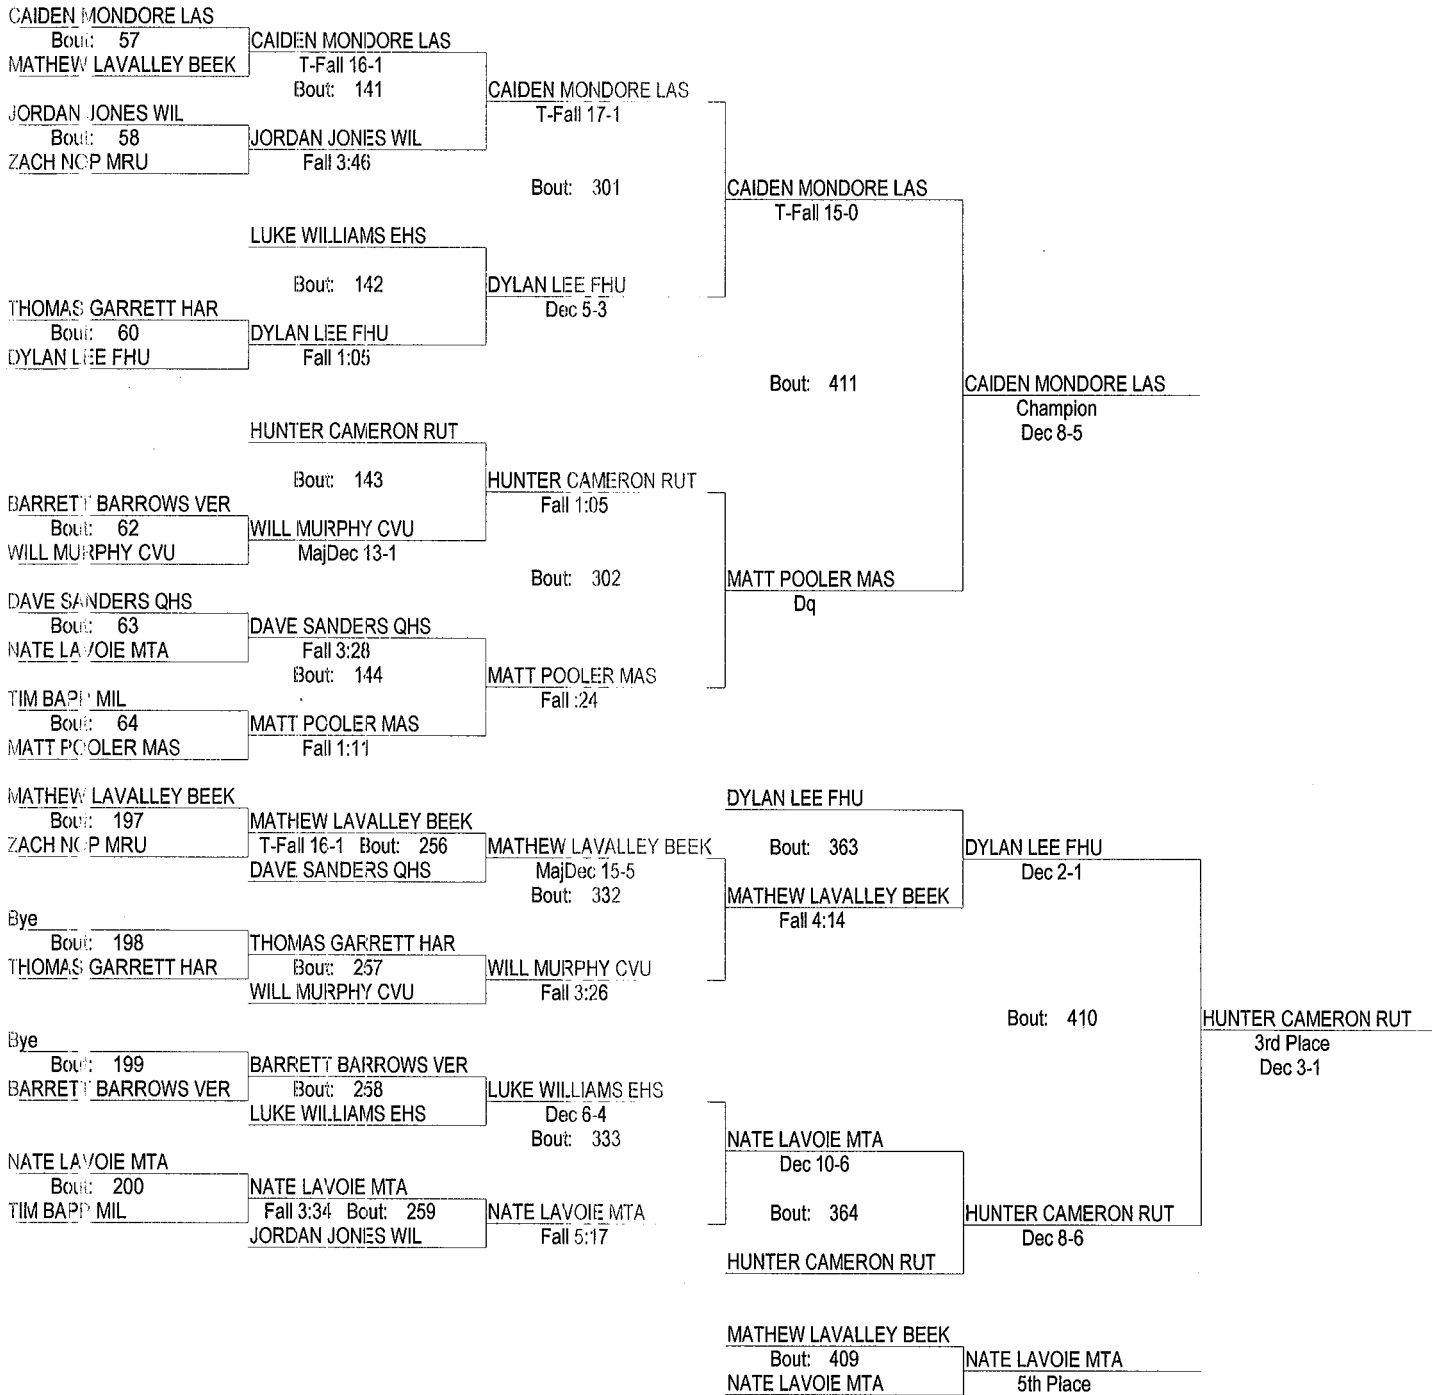 CAIDEN MONDORE LAS
Bout: 57
MATHEW LAVALLEY BEEK
CAIDEN MONDORE LAS
T-Fall 16-1
Bout: 141
JORDAN JONES WIL
Bout: 58
ZACH NOP MRU
JORDAN JONES WIL
Fall 3:46
CAIDEN MONDORE LAS
T-Fall 17-1
Bout: 301
LUKE WILLIAMS EHS
Bout: 142
THOMAS GARRETT HAR
Bout: 60
DYLAN LEE FHU
DYLAN LEE FHU
Fall 1:05
DYLAN LEE FHU
Dec 5-3
CAIDEN MONDORE LAS
T-Fall 15-0
Bout: 411
CAIDEN MONDORE LAS
Champion
Dec 8-5
HUNTER CAMERON RUT
Bout: 143
BARRETT BARROWS VER
Bout: 62
WILL MURPHY CVU
WILL MURPHY CVU
MajDec 13-1
HUNTER CAMERON RUT
Fall 1:05
Bout: 302
DAVE SANDERS QHS
Bout: 63
NATE LAVOIE MTA
DAVE SANDERS QHS
Fall 3:28
Bout: 144
TIM BAPP MIL
Bout: 64
MATT POOLER MAS
MATT POOLER MAS
Fall 1:11
MATT POOLER MAS
Fall :24
MATT POOLER MAS
Dq
MATHEW LAVALLEY BEEK
Bout: 197
ZACH NOP MRU
MATHEW LAVALLEY BEEK
T-Fall 16-1 Bout: 256
DAVE SANDERS QHS
MATHEW LAVALLEY BEEK
MajDec 15-5
Bout: 332
Bye
Bout: 198
THOMAS GARRETT HAR
THOMAS GARRETT HAR
Bout: 257
WILL MURPHY CVU
WILL MURPHY CVU
Fall 3:26
DYLAN LEE FHU
Bout: 363
MATHEW LAVALLEY BEEK
Fall 4:14
DYLAN LEE FHU
Dec 2-1
Bout: 410
HUNTER CAMERON RUT
3rd Place
Dec 3-1
Bye
Bout: 199
BARRETT BARROWS VER
BARRETT BARROWS VER
Bout: 258
LUKE WILLIAMS EHS
LUKE WILLIAMS EHS
Dec 6-4
Bout: 333
NATE LAVOIE MTA
Bout: 200
TIM BAPP MIL
NATE LAVOIE MTA
Fall 3:34 Bout: 259
JORDAN JONES WIL
NATE LAVOIE MTA
Fall 5:17
NATE LAVOIE MTA
Dec 10-6
Bout: 364
HUNTER CAMERON RUT
HUNTER CAMERON RUT
Dec 8-6
MATHEW LAVALLEY BEEK
Bout: 409
NATE LAVOIE MTA
NATE LAVOIE MTA
5th Place